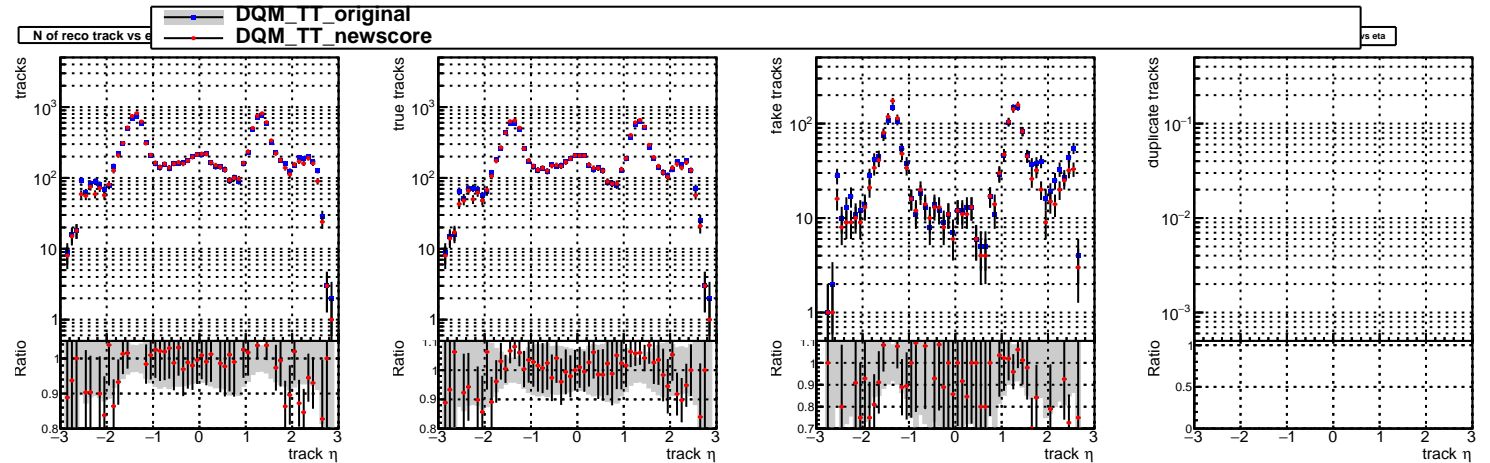 DQM_TT_original
DQM_TT_newscore
N of reco track vs e
vs eta
tracks
10³
10²
10
1
Ratio
1
0.9
0.8
−3 −2 −1 0 1 2 3
track η
true tracks
10³
10²
10
1
Ratio
1.1
1
0.9
0.8
−3 −2 −1 0 1 2 3
track η
fake tracks
10²
10
1
Ratio
1.1
1
0.9
0.8
0.7
−3 −2 −1 0 1 2 3
track η
duplicate tracks
10⁻¹
10⁻²
10⁻³
Ratio
1
0.5
0
−3 −2 −1 0 1 2 3
track η